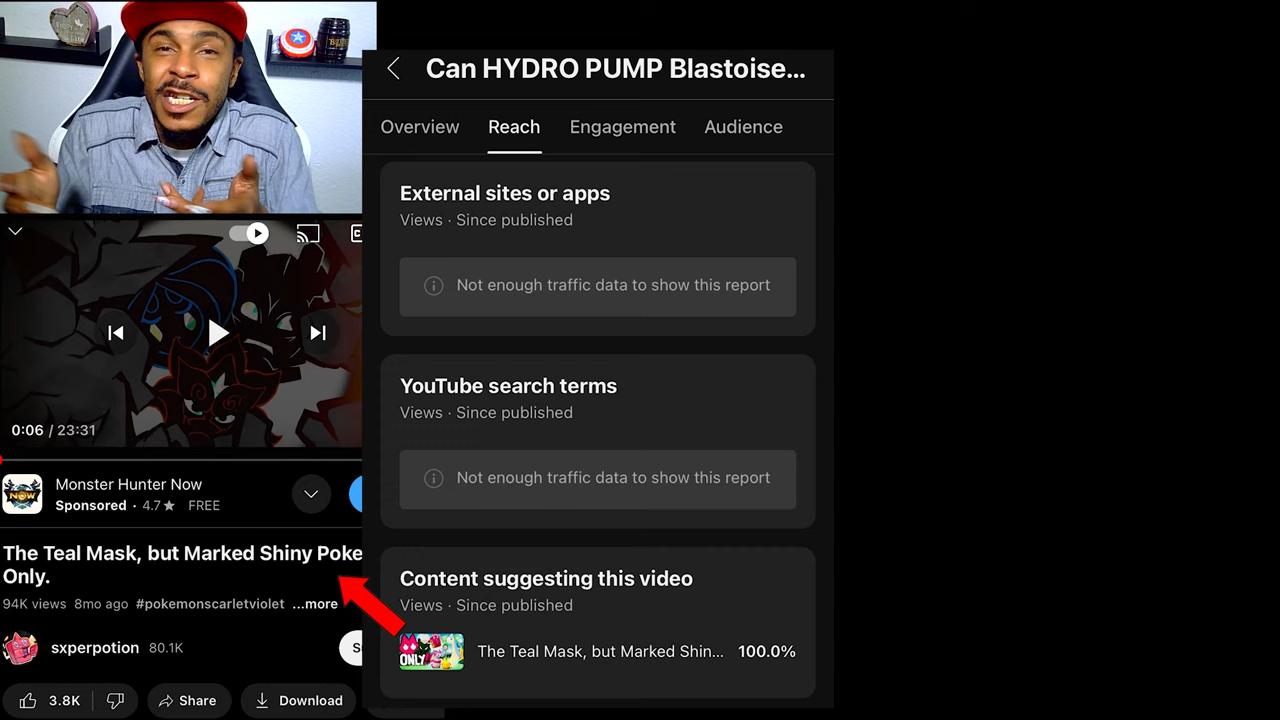 Can HYDRO PUMP Blastoise...
Overview Reach Engagement Audience
External sites or apps
Views · Since published
Not enough traffic data to show this report
YouTube search terms
Views · Since published
Not enough traffic data to show this report
Content suggesting this video
Views · Since published
ONLY
The Teal Mask, but Marked Shin... 100.0%
0:06 / 23:31
NOW
Monster Hunter Now
Sponsored · 4.7★ FREE
The Teal Mask, but Marked Shiny Poke
Only.
94K views 8mo ago #pokemonscarletviolet ...more
sxperpotion 80.1K
S
3.8K Share Download